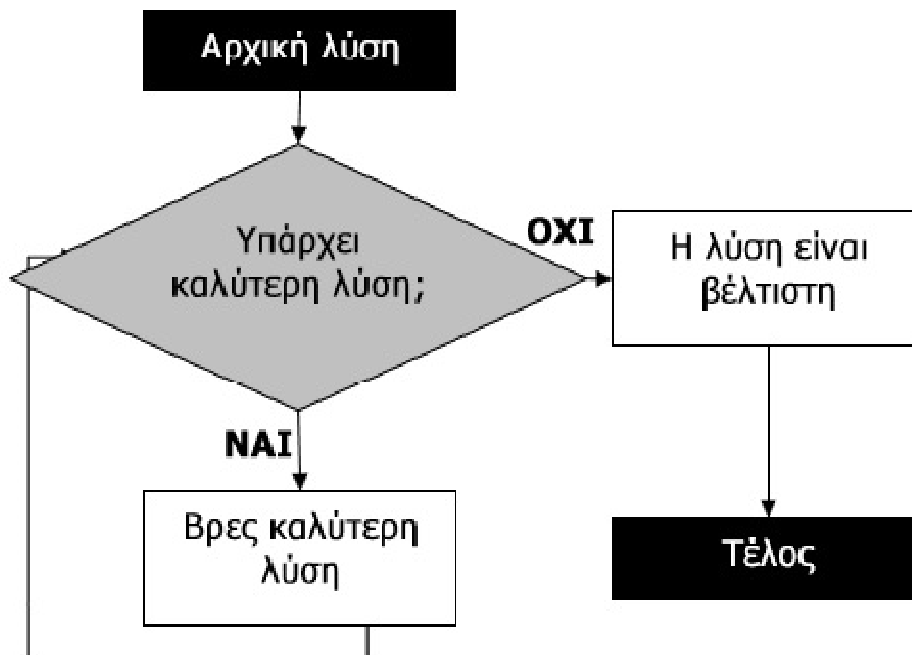 Αρχική λύση
Υπάρχει
καλύτερη λύση;
ΟΧΙ
Η λύση είναι
βέλτιστη
ΝΑΙ
Βρες καλύτερη
λύση
Τέλος